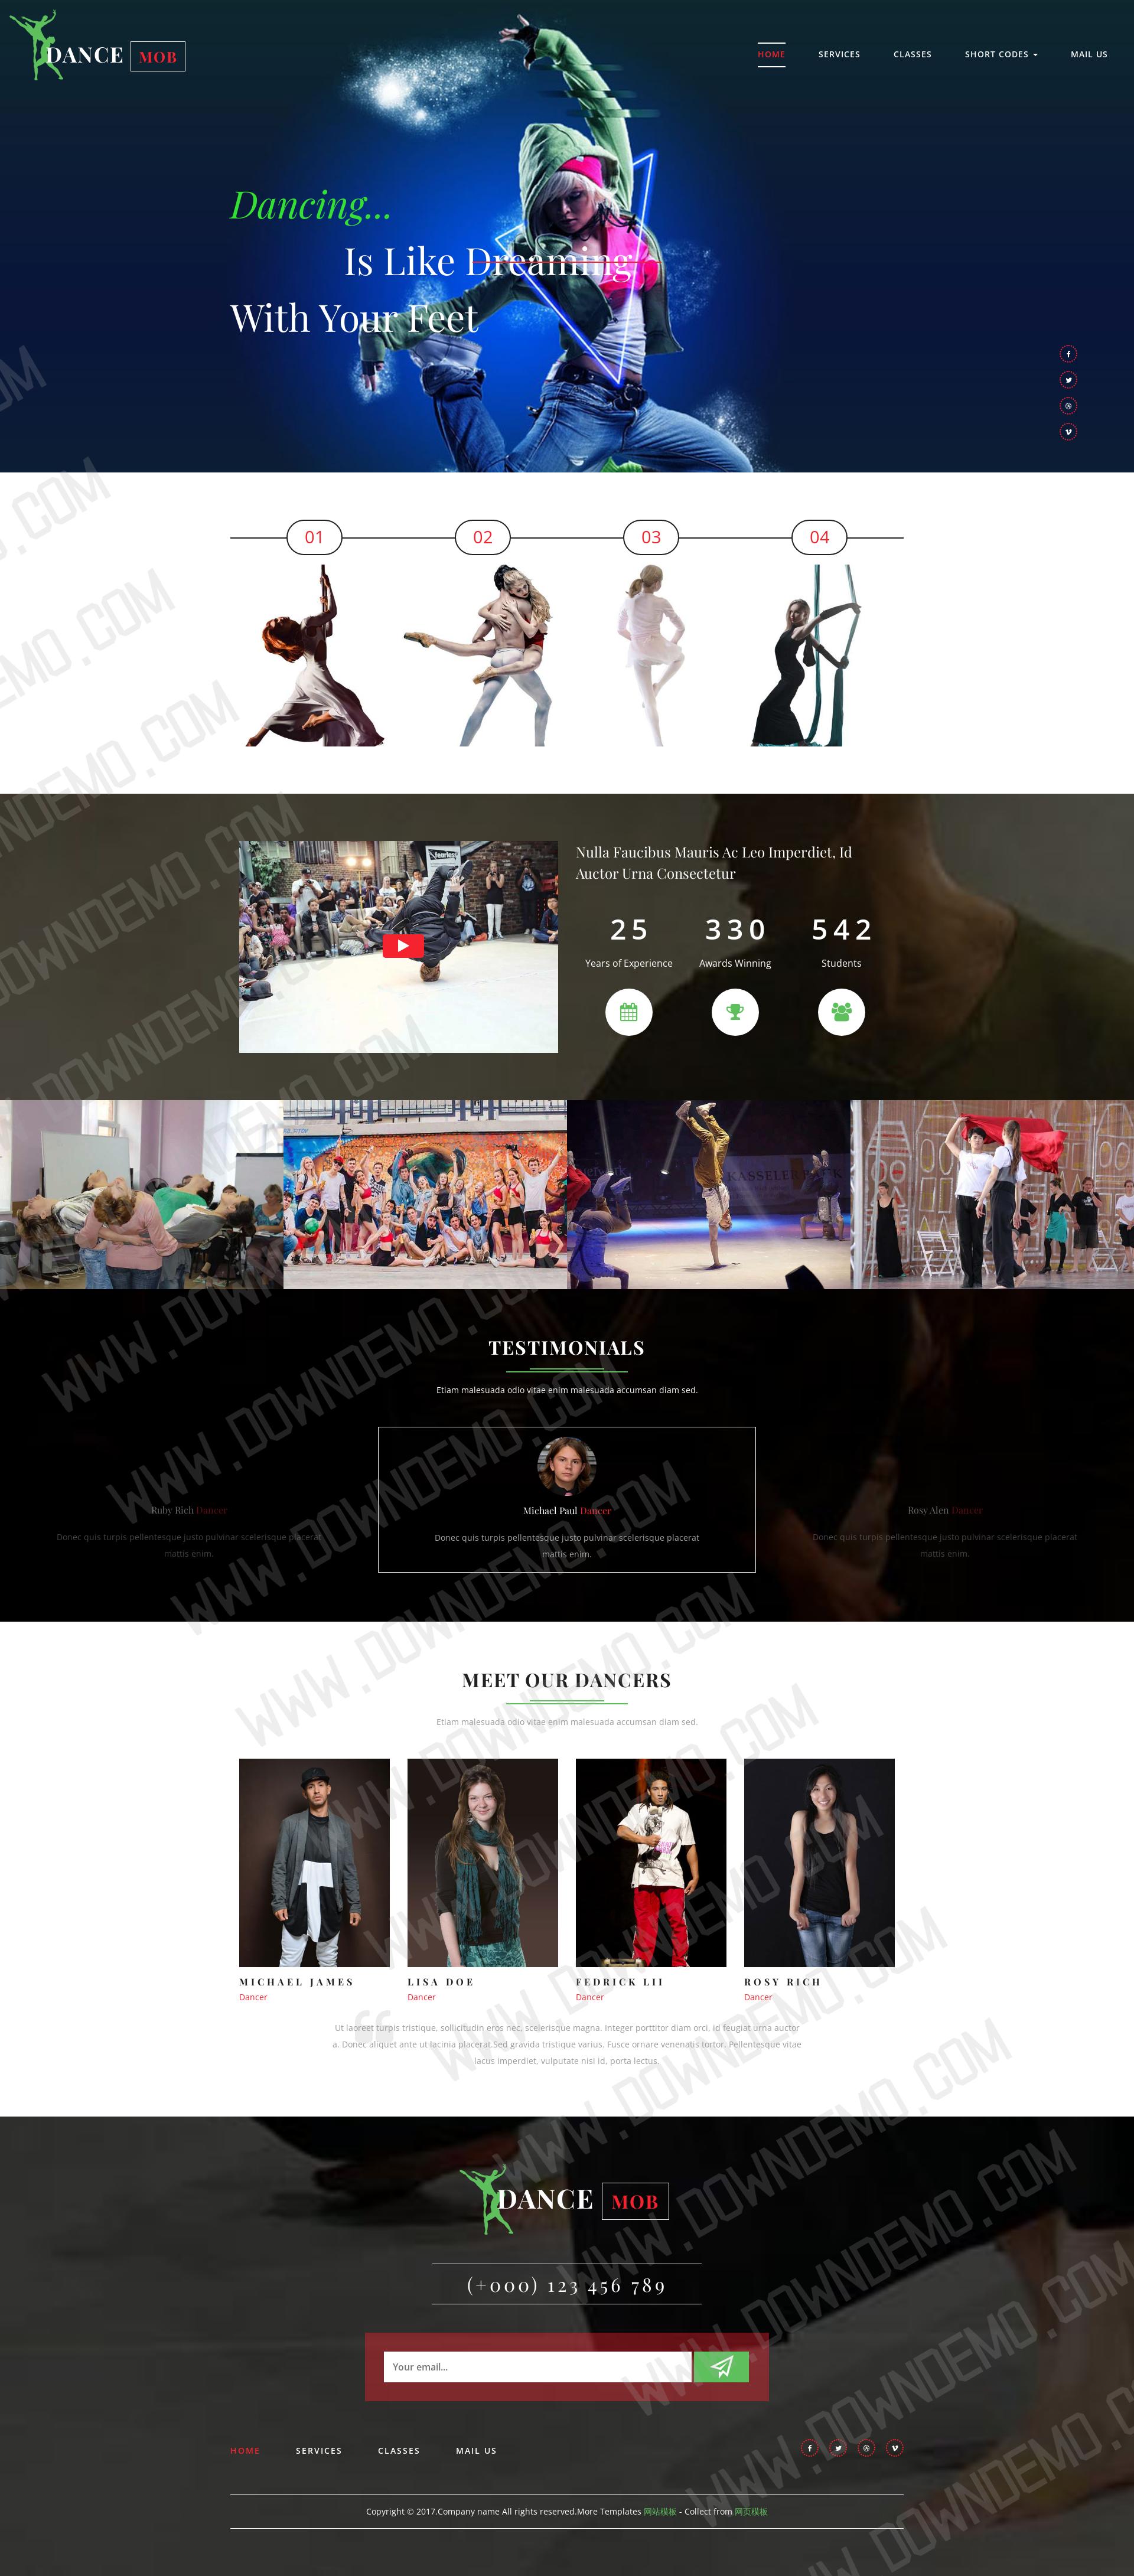 DANCE MOB
HOME SERVICES CLASSES SHORT CODES MAIL US
Dancing...
Is Like Dreaming
With Your Feet
01 02 03 04
Nulla Faucibus Mauris Ac Leo Imperdiet, Id
Auctor Urna Consectetur
25 330 542
Years of Experience Awards Winning Students
TESTIMONIALS
Etiam malesuada odio vitae enim malesuada accumsan diam sed.
Ruby Rich Dancer
Donec quis turpis pellentesque justo pulvinar scelerisque placerat
mattis enim.
Michael Paul Dancer
Donec quis turpis pellentesque justo pulvinar scelerisque placerat
mattis enim.
Rosy Alen Dancer
Donec quis turpis pellentesque justo pulvinar scelerisque placerat
mattis enim.
MEET OUR DANCERS
Etiam malesuada odio vitae enim malesuada accumsan diam sed.
MICHAEL JAMES
Dancer
LISA DOE
Dancer
FEDRICK LII
Dancer
ROSY RICH
Dancer
Ut laoreet turpis tristique, sollicitudin eros nec, scelerisque magna. Integer porttitor diam orci, id feugiat urna auctor
a. Donec aliquet ante ut lacinia placerat.Sed gravida tristique varius. Fusce ornare venenatis tortor. Pellentesque vitae
lacus imperdiet, vulputate nisi id, porta lectus.
DANCE MOB
(+000) 123 456 789
Your email...
HOME SERVICES CLASSES MAIL US
Copyright © 2017.Company name All rights reserved.More Templates 网站模板 - Collect from 网页模板
WWW.DOWNDEMO.COM